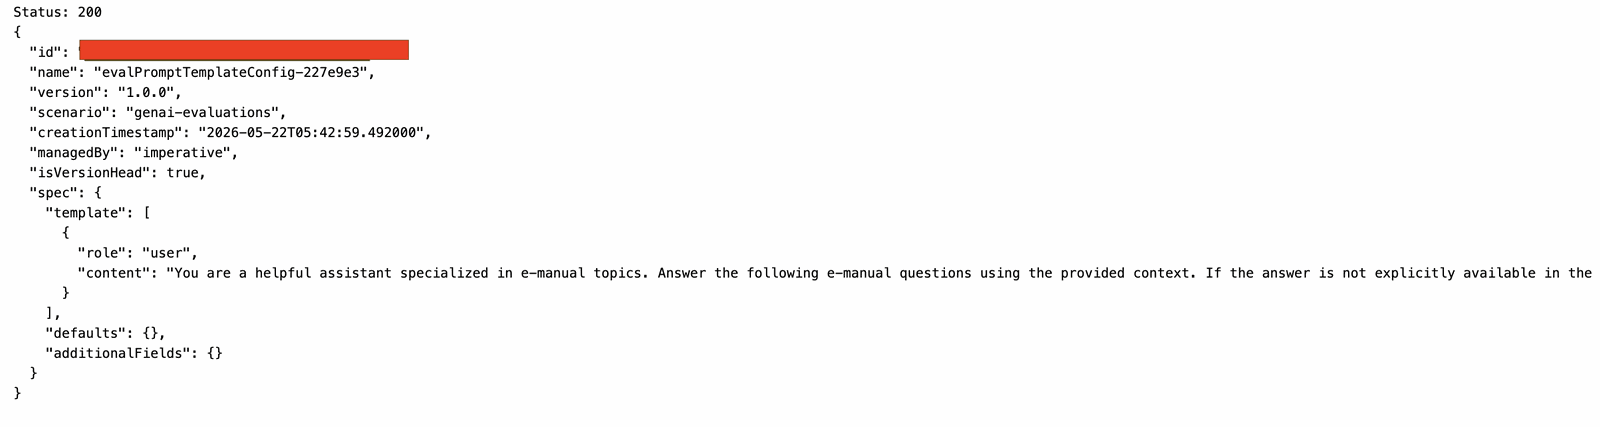 Status: 200
{
"id": "
"name": "evalPromptTemplateConfig-227e9e3",
"version": "1.0.0",
"scenario": "genai-evaluations",
"creationTimestamp": "2026-05-22T05:42:59.492000",
"managedBy": "imperative",
"isVersionHead": true,
"spec": {
"template": [
{
"role": "user",
"content": "You are a helpful assistant specialized in e-manual topics. Answer the following e-manual questions using the provided context. If the answer is not explicitly available in the
}
],
"defaults": {},
"additionalFields": {}
}
}